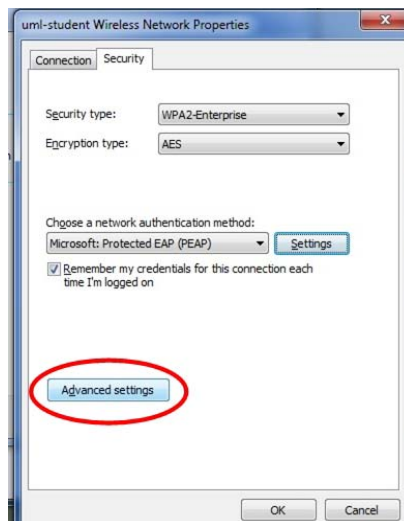 uml-student Wireless Network Properties
Connection
Security
Security type:
WPA2-Enterprise
Encryption type:
AES
Choose a network authentication method:
Microsoft: Protected EAP (PEAP)
Settings
Remember my credentials for this connection each
time I'm logged on
Advanced settings
OK
Cancel